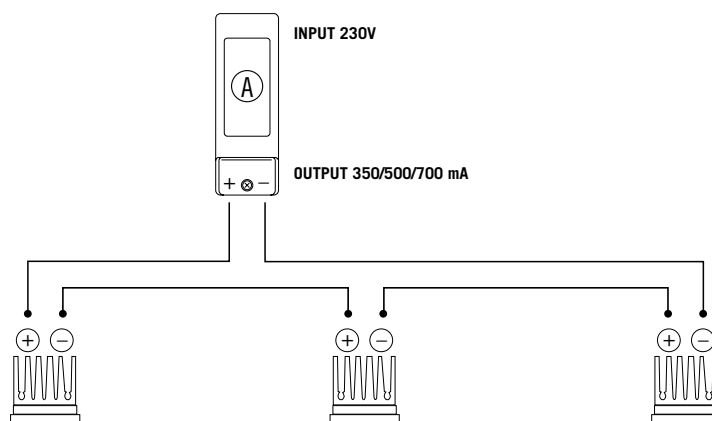 INPUT 230V
A
OUTPUT 350/500/700 mA
+ −
+ − + − + −